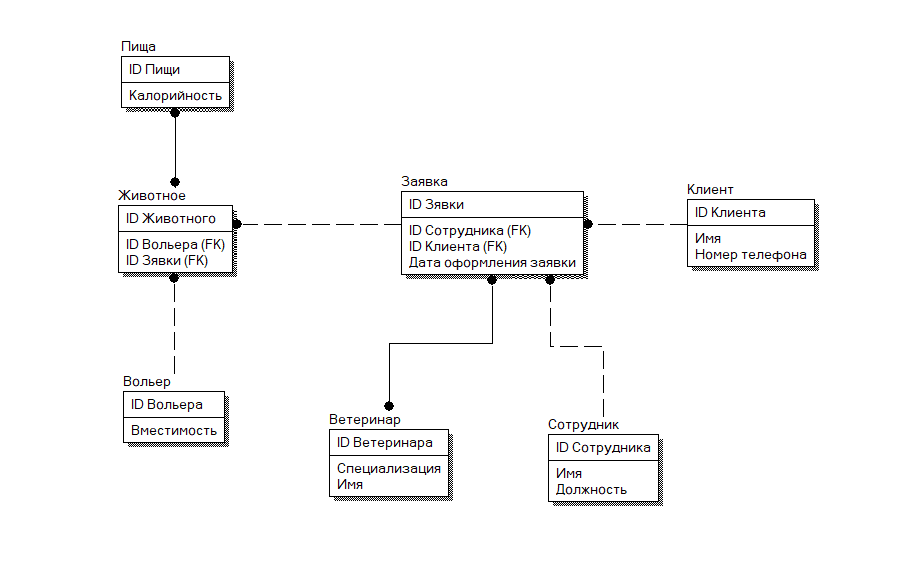 Пища
ID Пищи
Калорийность
Животное
ID Животного
ID Вольера (FK)
ID Зявки (FK)
Заявка
ID Зявки
ID Сотрудника (FK)
ID Клиента (FK)
Дата оформления заявки
Клиент
ID Клиента
Имя
Номер телефона
Вольер
ID Вольера
Вместимость
Ветеринар
ID Ветеринара
Специализация
Имя
Сотрудник
ID Сотрудника
Имя
Должность